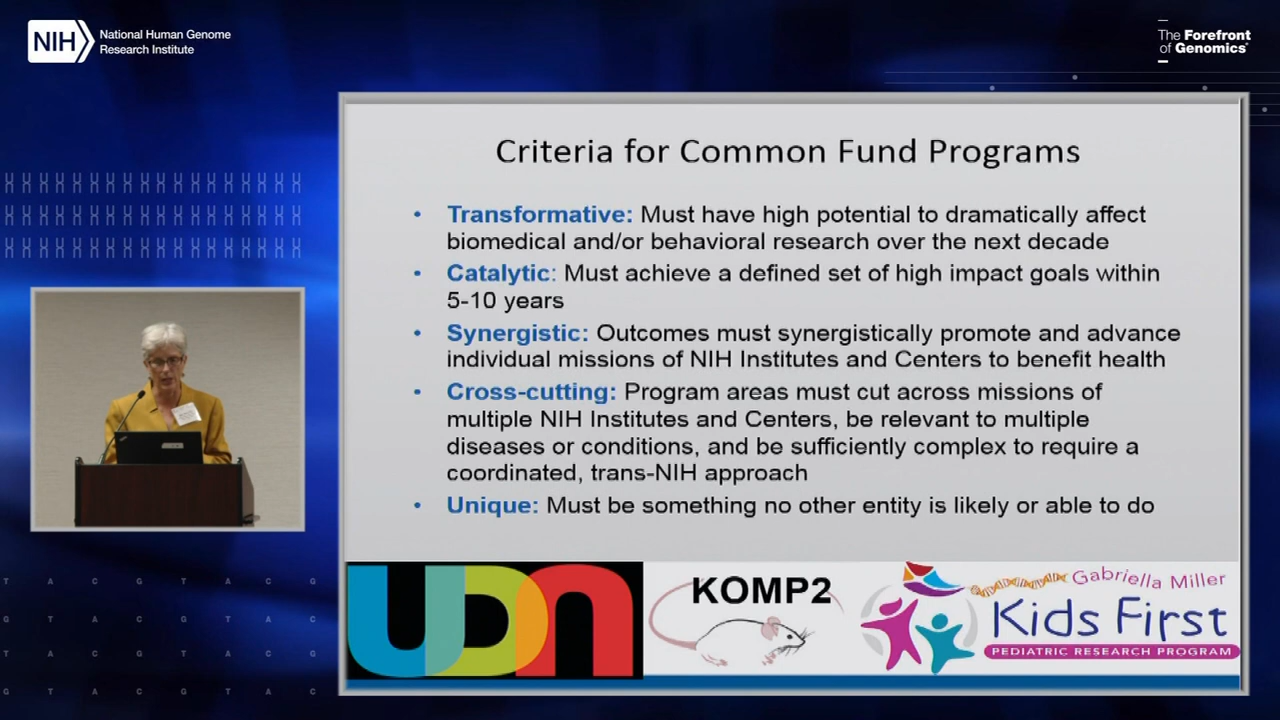 NIH
National Human Genome
Research Institute
The Forefront
of Genomics®
Criteria for Common Fund Programs
• Transformative: Must have high potential to dramatically affect
biomedical and/or behavioral research over the next decade
• Catalytic: Must achieve a defined set of high impact goals within
5-10 years
• Synergistic: Outcomes must synergistically promote and advance
individual missions of NIH Institutes and Centers to benefit health
• Cross-cutting: Program areas must cut across missions of
multiple NIH Institutes and Centers, be relevant to multiple
diseases or conditions, and be sufficiently complex to require a
coordinated, trans-NIH approach
• Unique: Must be something no other entity is likely or able to do
UDN
KOMP2
Gabriella Miller
Kids First
PEDIATRIC RESEARCH PROGRAM
T A C G T A C G
G T A C G T A C
T A C G T A C G
G T A C G T A C